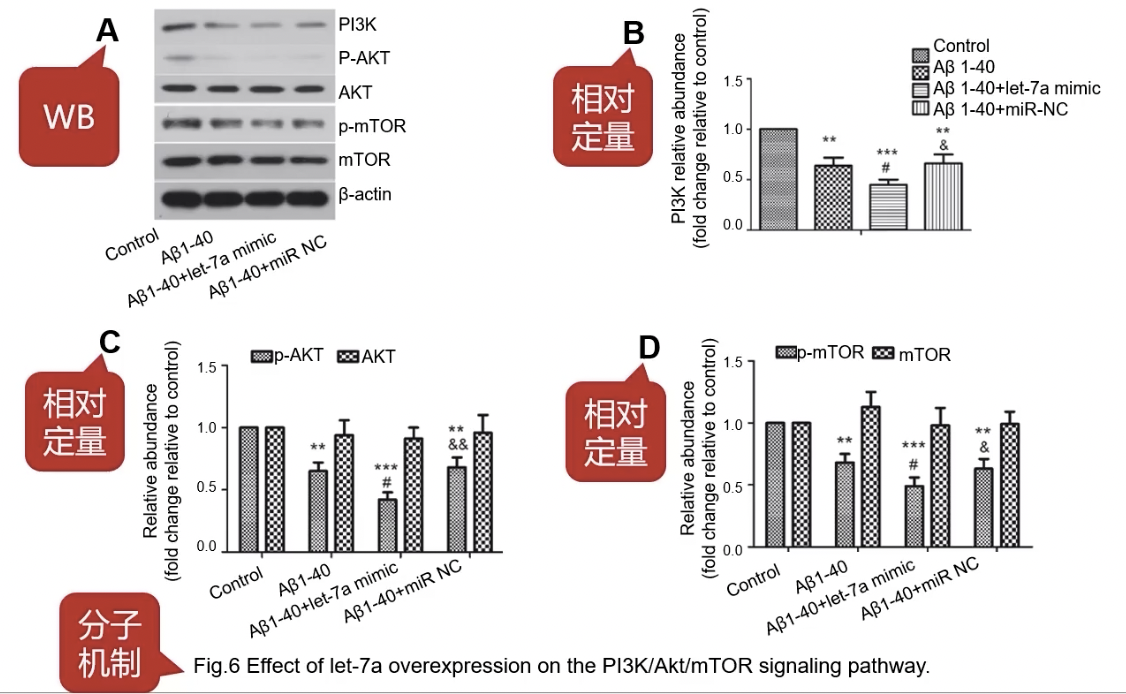 A
WB
PI3K
P-AKT
AKT
p-mTOR
mTOR
β-actin
Control
Aβ1-40
Aβ1-40+let-7a mimic
Aβ1-40+miR NC
B
相对
定量
PI3K relative abundance
(fold change relative to control)
1.5
1.0
0.5
0.0
Control
Aβ 1-40
Aβ 1-40+let-7a mimic
Aβ 1-40+miR-NC
**
***
#
**
&
C
相对
定量
Relative abundance
(fold change relative to control)
1.5
1.0
0.5
0.0
p-AKT AKT
**
***
#
**
&&
Control
Aβ1-40
Aβ1-40+let-7a mimic
Aβ1-40+miR NC
D
相对
定量
Relative abundance
(fold change relative to control)
1.5
1.0
0.5
0.0
p-mTOR mTOR
**
***
#
**
&
Control
Aβ1-40
Aβ1-40+let-7a mimic
Aβ1-40+miR NC
分子
机制
Fig.6 Effect of let-7a overexpression on the PI3K/Akt/mTOR signaling pathway.